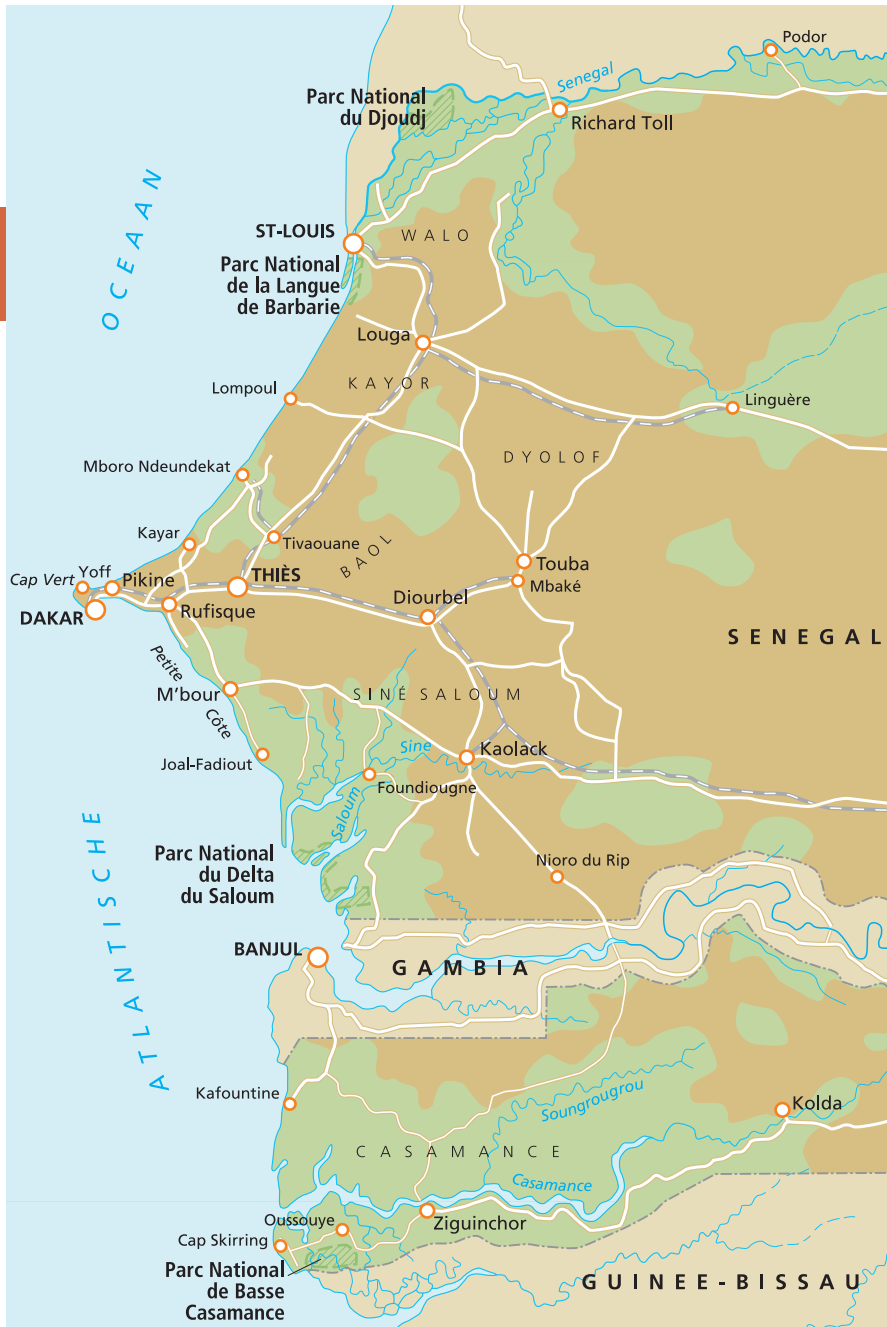 Podor
Senegal
Parc National
du Djoudj
Richard Toll
OCEAAN
ST-LOUIS
WALO
Parc National
de la Langue
de Barbarie
Louga
KAYOR
Lompoul
Linguère
DYOLOF
Mboro Ndeundekat
Kayar
Tivaouane
BAOL
Touba
Mbaké
Cap Vert
Yoff
Pikine
THIÈS
Diourbel
DAKAR
Rufisque
SENEGAL
Petite
Côte
M'bour
SINÉ SALOUM
Sine
Kaolack
Joal-Fadiout
Foundiougne
Saloum
ATLANTISCHE
Parc National
du Delta
du Saloum
Nioro du Rip
BANJUL
GAMBIA
Kafountine
Soungrougrou
Kolda
CASAMANCE
Casamance
Oussouye
Ziguinchor
Cap Skirring
Parc National
de Basse
Casamance
GUINEE-BISSAU